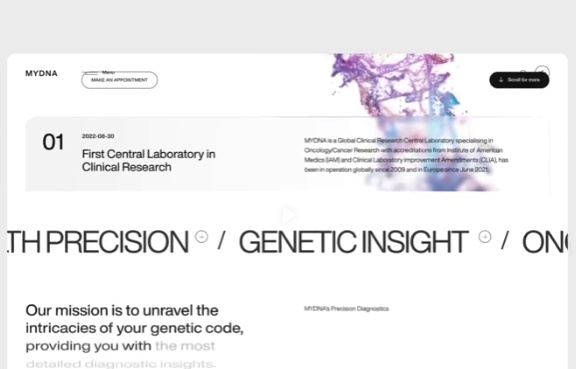 MYDNA
Menu
MAKE AN APPOINTMENT
Scroll for more
01
2022-06-30
First Central Laboratory in
Clinical Research
MYDNA is a Global Clinical Research Central Laboratory specialising in
Oncology/Cancer Research with accreditations from Institute of American
Medics (IAM) and Clinical Laboratory Improvement Amendments (CLIA), has
been in operation globally since 2009 and in Europe since June 2021.
TH PRECISION / GENETIC INSIGHT / ONC
Our mission is to unravel the
intricacies of your genetic code,
providing you with the most
detailed diagnostic insights.
MYDNA's Precision Diagnostics